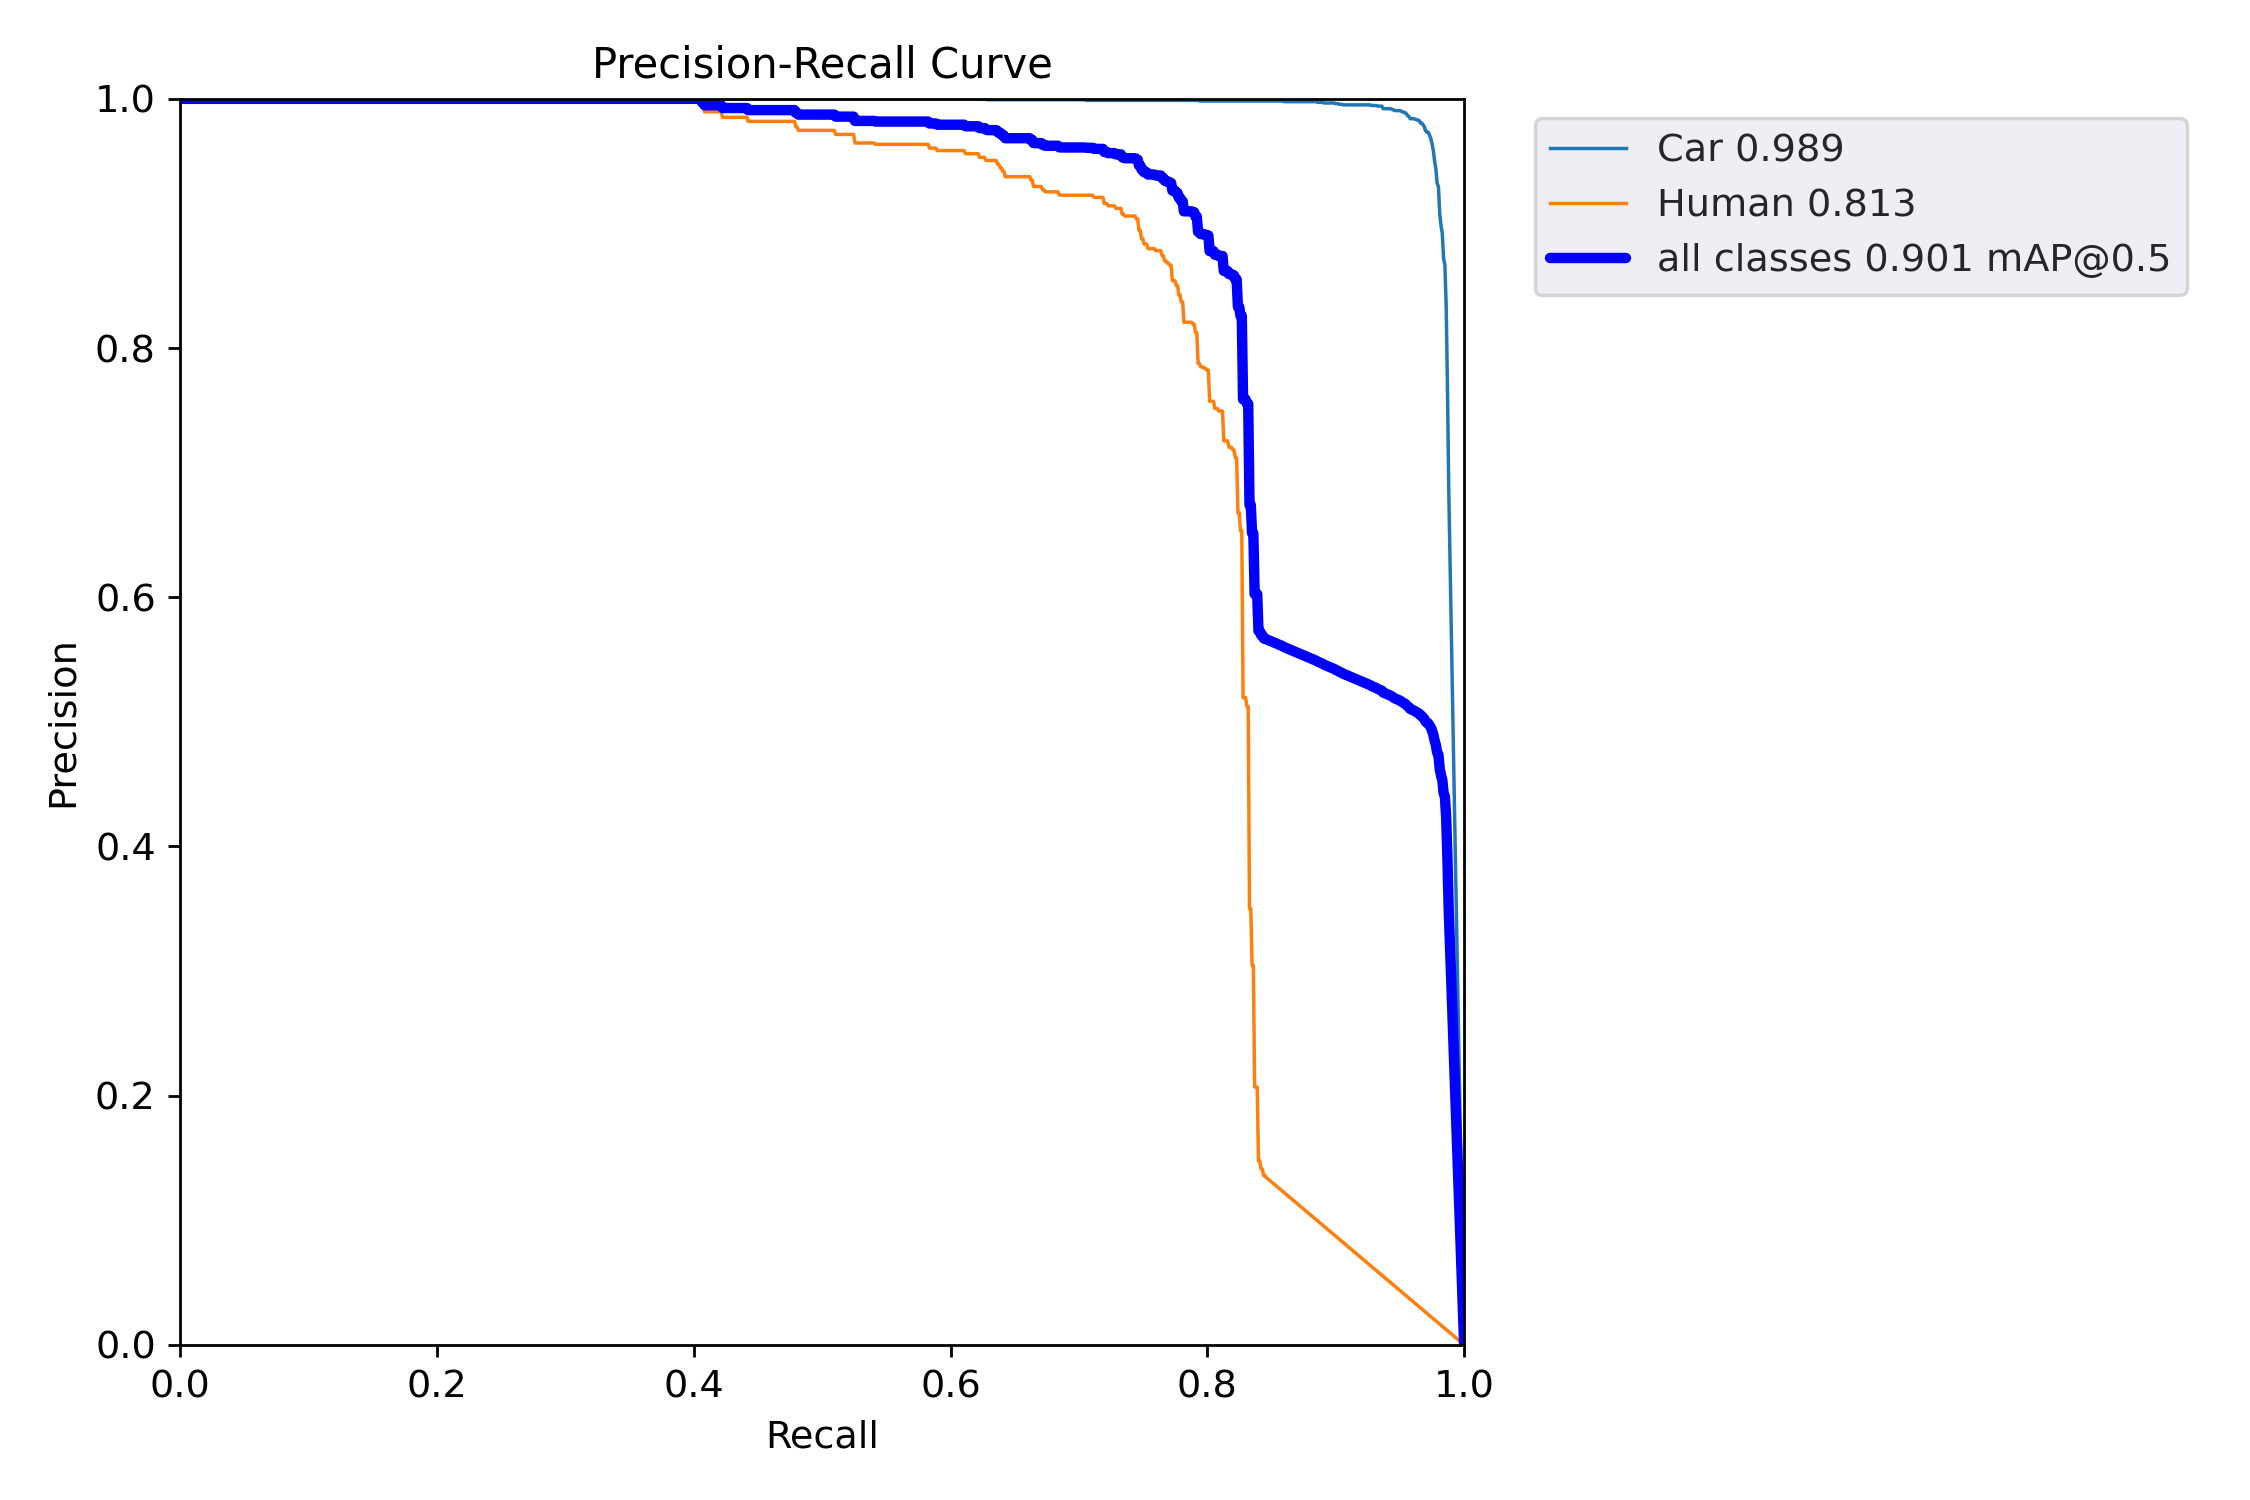 Precision-Recall Curve
1.0
0.8
0.6
0.4
0.2
0.0
Precision
0.0 0.2 0.4 0.6 0.8 1.0
Recall
Car 0.989
Human 0.813
all classes 0.901 mAP@0.5